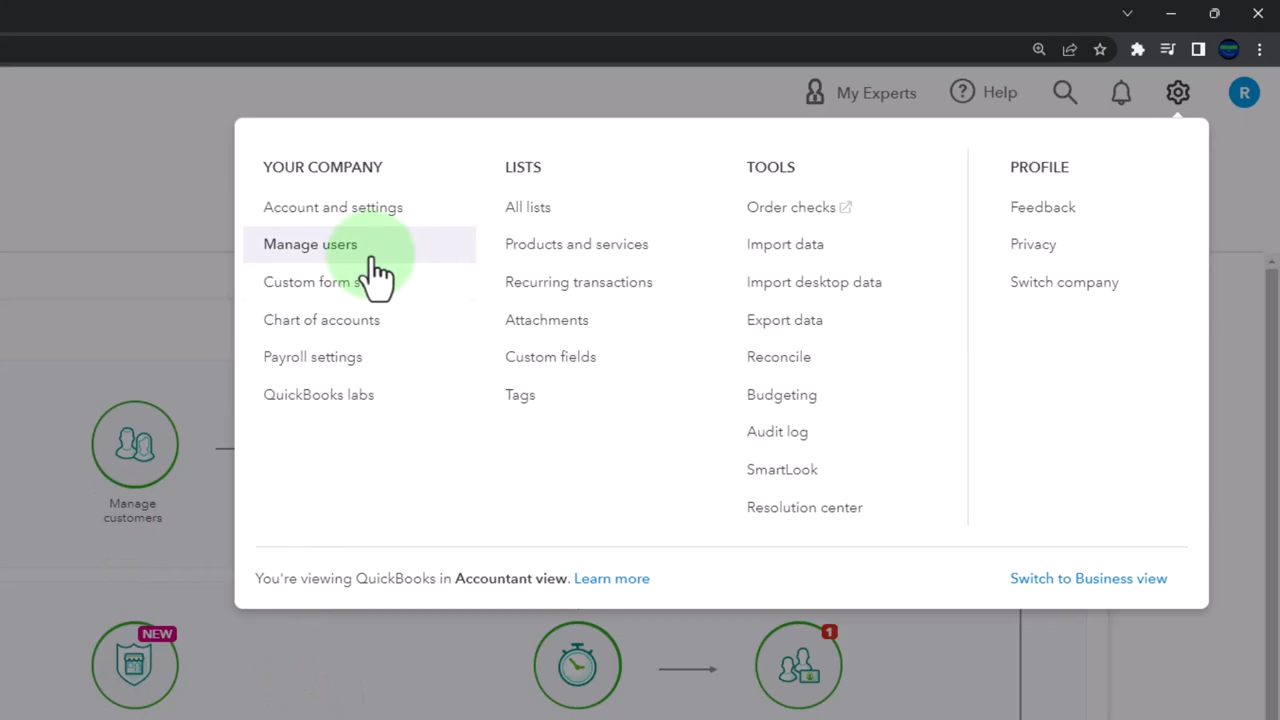 My Experts
Help
R
YOUR COMPANY
Account and settings
Manage users
Custom form s
Chart of accounts
Payroll settings
QuickBooks labs
LISTS
All lists
Products and services
Recurring transactions
Attachments
Custom fields
Tags
TOOLS
Order checks
Import data
Import desktop data
Export data
Reconcile
Budgeting
Audit log
SmartLook
Resolution center
PROFILE
Feedback
Privacy
Switch company
You're viewing QuickBooks in Accountant view. Learn more
Switch to Business view
Manage
customers
NEW
1